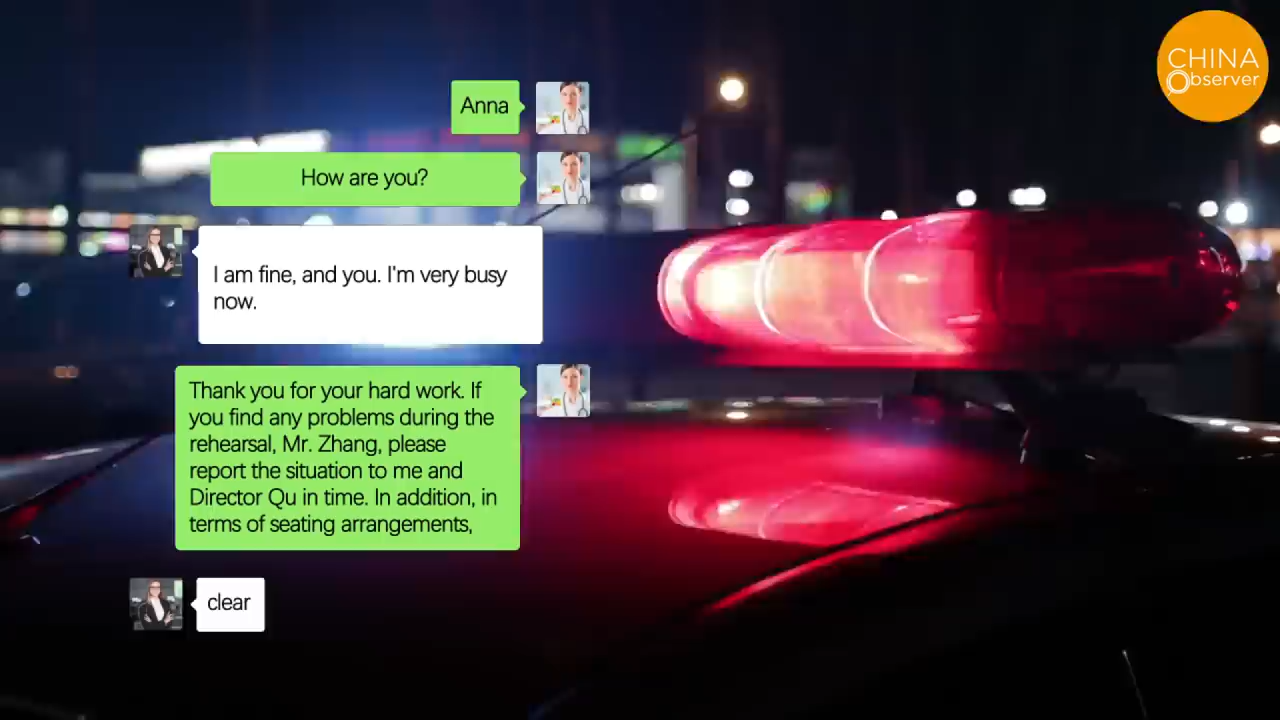 CHINA
Observer
Anna
How are you?
I am fine, and you. I'm very busy
now.
Thank you for your hard work. If
you find any problems during the
rehearsal, Mr. Zhang, please
report the situation to me and
Director Qu in time. In addition, in
terms of seating arrangements,
clear